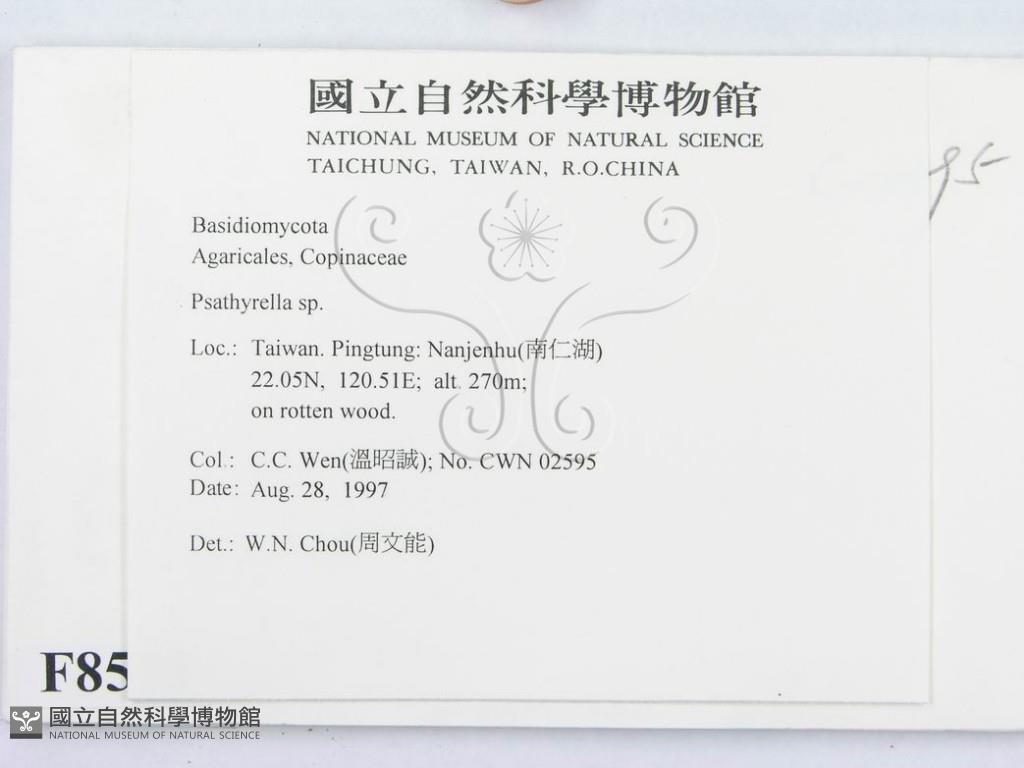 國立自然科學博物館
NATIONAL MUSEUM OF NATURAL SCIENCE
TAICHUNG, TAIWAN, R.O.CHINA
95
Basidiomycota
Agaricales, Copinaceae
Psathyrella sp.
Loc.: Taiwan. Pingtung: Nanjenhu(南仁湖)
22.05N, 120.51E; alt. 270m;
on rotten wood.
Col.: C.C. Wen(溫昭誠); No. CWN 02595
Date: Aug. 28, 1997
Det.: W.N. Chou(周文能)
F85
國立自然科學博物館
NATIONAL MUSEUM OF NATURAL SCIENCE